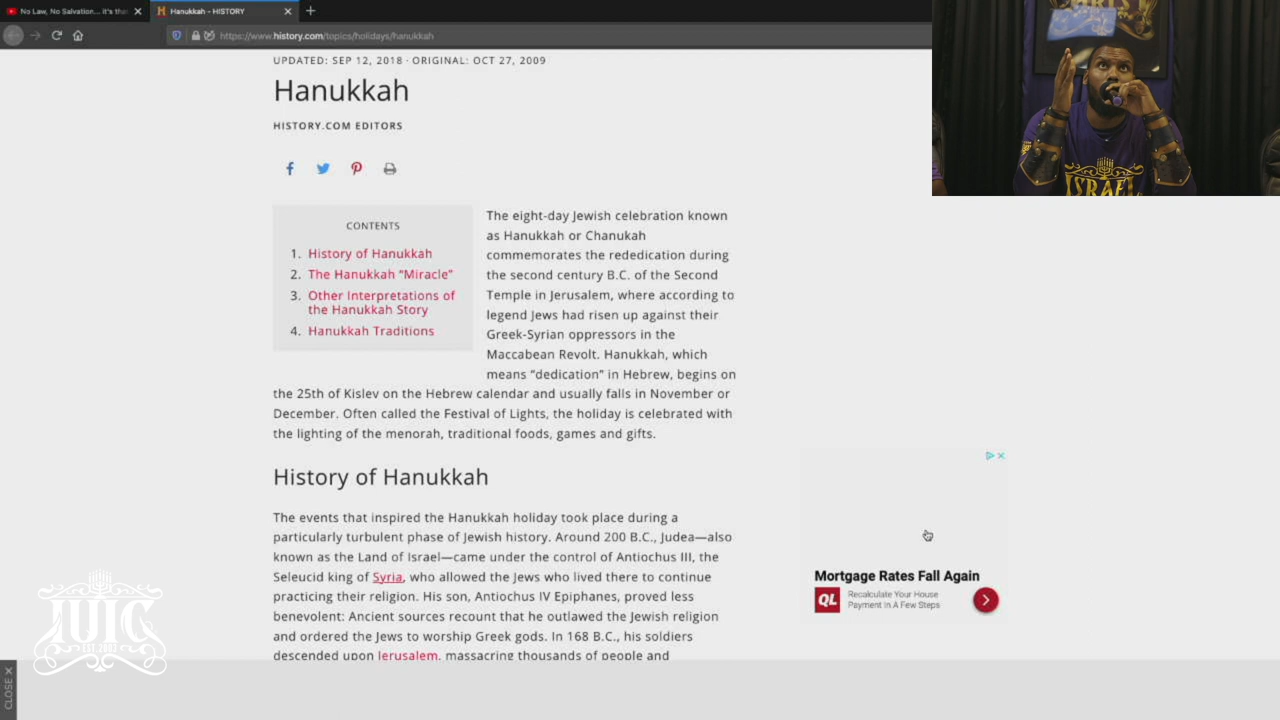 No Law, No Salvation... it's tha
Hanukkah - HISTORY
https://www.history.com/topics/holidays/hanukkah
UPDATED: SEP 12, 2018 · ORIGINAL: OCT 27, 2009
Hanukkah
HISTORY.COM EDITORS
CONTENTS
1. History of Hanukkah
2. The Hanukkah “Miracle”
3. Other Interpretations of
the Hanukkah Story
4. Hanukkah Traditions
The eight-day Jewish celebration known
as Hanukkah or Chanukah
commemorates the rededication during
the second century B.C. of the Second
Temple in Jerusalem, where according to
legend Jews had risen up against their
Greek-Syrian oppressors in the
Maccabean Revolt. Hanukkah, which
means “dedication” in Hebrew, begins on
the 25th of Kislev on the Hebrew calendar and usually falls in November or
December. Often called the Festival of Lights, the holiday is celebrated with
the lighting of the menorah, traditional foods, games and gifts.
History of Hanukkah
The events that inspired the Hanukkah holiday took place during a
particularly turbulent phase of Jewish history. Around 200 B.C., Judea—also
known as the Land of Israel—came under the control of Antiochus III, the
Seleucid king of Syria, who allowed the Jews who lived there to continue
practicing their religion. His son, Antiochus IV Epiphanes, proved less
benevolent: Ancient sources recount that he outlawed the Jewish religion
and ordered the Jews to worship Greek gods. In 168 B.C., his soldiers
descended upon Jerusalem, massacring thousands of people and
Mortgage Rates Fall Again
QL
Recalculate Your House
Payment In A Few Steps
ISRAEL
IUIC
EST. 2003
CLOSE X